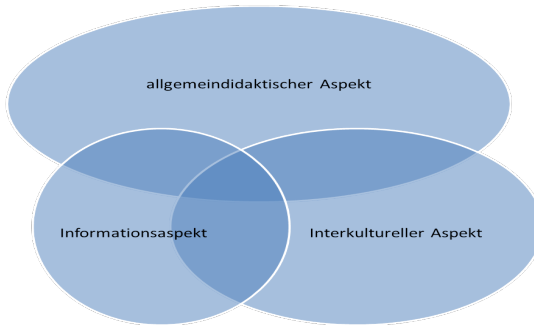 allgemeindidaktischer Aspekt
Informationsaspekt
Interkultureller Aspekt